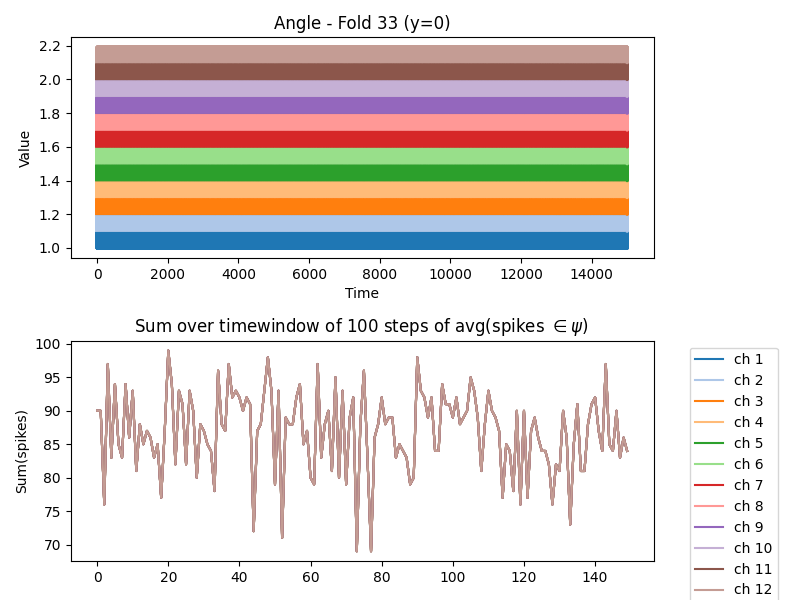 Angle - Fold 33 (y=0)
Value
2.2
2.0
1.8
1.6
1.4
1.2
1.0
0 2000 4000 6000 8000 10000 12000 14000
Time
Sum over timewindow of 100 steps of avg(spikes ∈ ψ)
Sum(spikes)
100
95
90
85
80
75
70
0 20 40 60 80 100 120 140
ch 1
ch 2
ch 3
ch 4
ch 5
ch 6
ch 7
ch 8
ch 9
ch 10
ch 11
ch 12